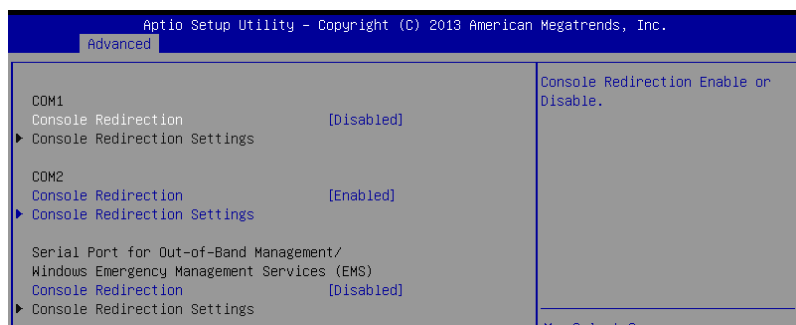 Aptio Setup Utility – Copyright (C) 2013 American Megatrends, Inc.
Advanced
Console Redirection Enable or
Disable.
COM1
Console Redirection [Disabled]
Console Redirection Settings
COM2
Console Redirection [Enabled]
Console Redirection Settings
Serial Port for Out-of-Band Management/
Windows Emergency Management Services (EMS)
Console Redirection [Disabled]
Console Redirection Settings